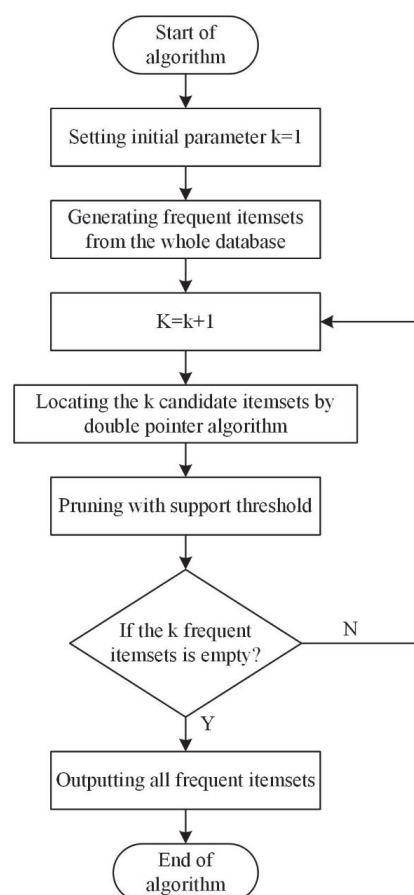 Start of
algorithm
Setting initial parameter k=1
Generating frequent itemsets
from the whole database
K=k+1
Locating the k candidate itemsets by
double pointer algorithm
Pruning with support threshold
If the k frequent
itemsets is empty?
N
Y
Outputting all frequent itemsets
End of
algorithm